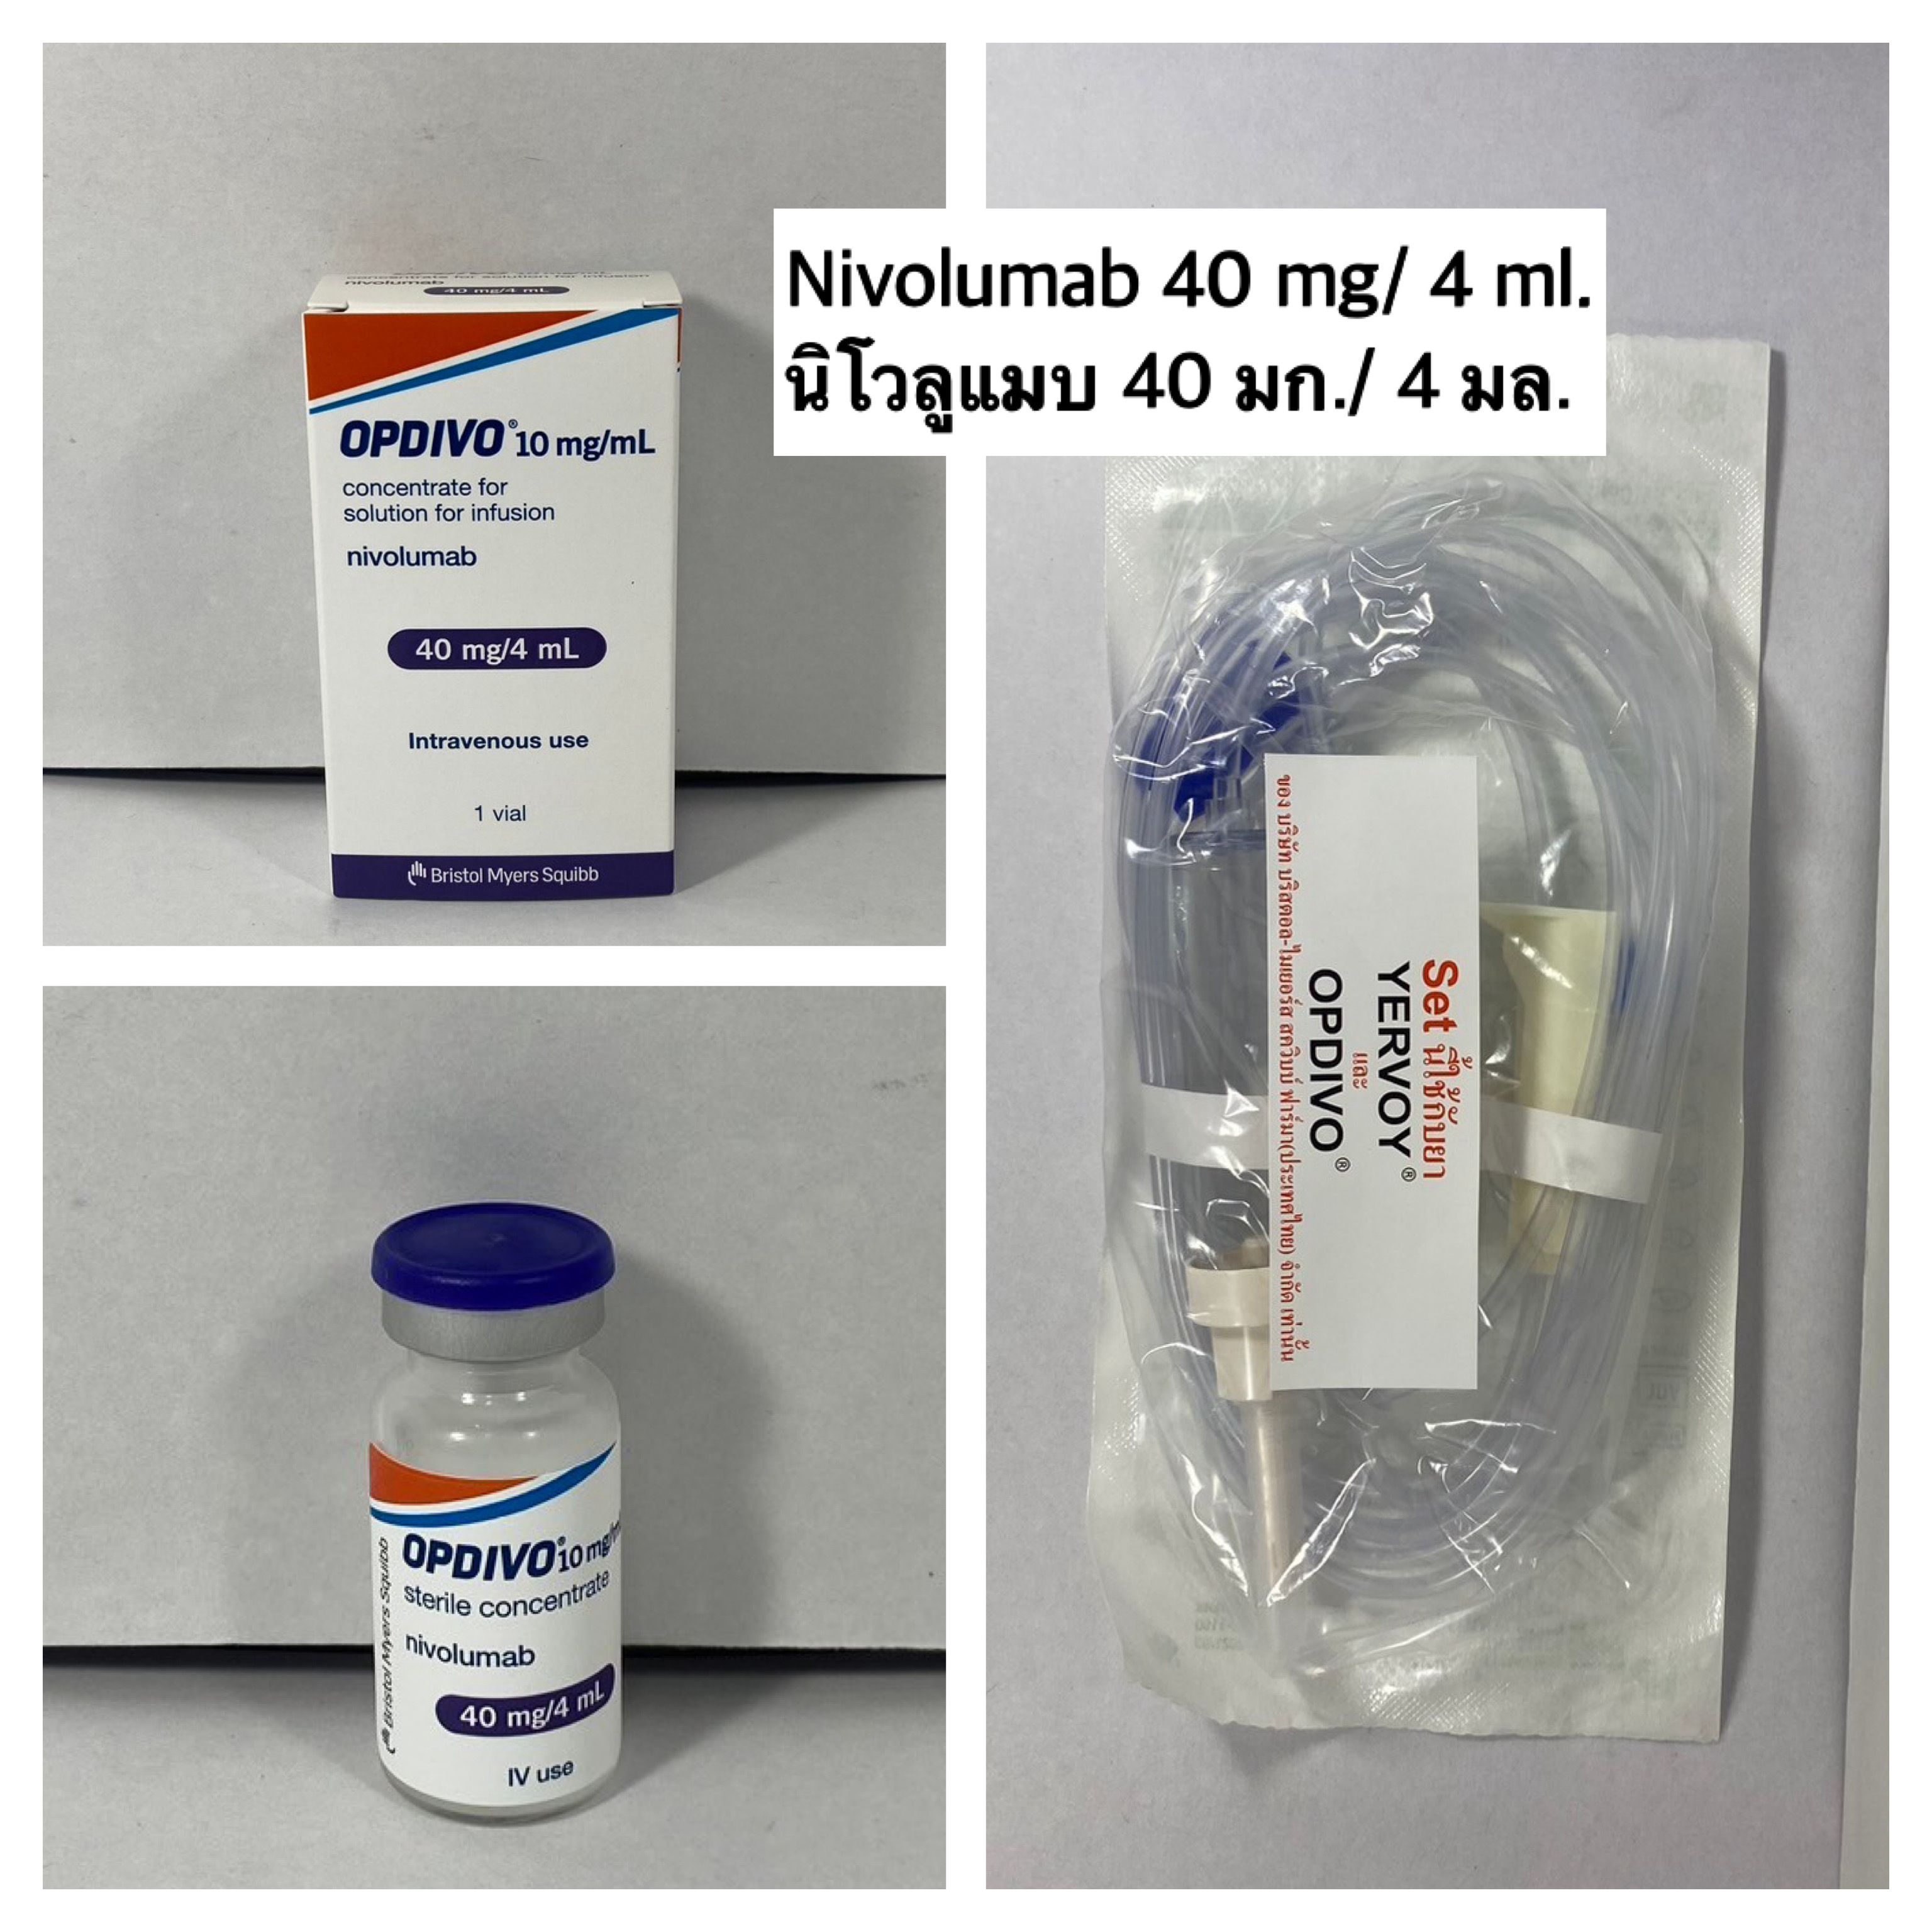 Nivolumab 40 mg/ 4 ml.
นิโวลูแมบ 40 มก./ 4 มล.
nivolumab
40 mg/4 mL
OPDIVO® 10 mg/mL
concentrate for
solution for infusion
nivolumab
40 mg/4 mL
Intravenous use
1 vial
Bristol Myers Squibb
OPDIVO® 10 mg/
sterile concentrate
nivolumab
40 mg/4 mL
IV use
Bristol Myers Squibb
Set นี้ใช้กับยา
YERVOY®
และ
OPDIVO®
ของ บริษัท บริสตอล-ไมเยอร์ส สควิบบ์ ฟาร์มา(ประเทศไทย) จำกัด เท่านั้น